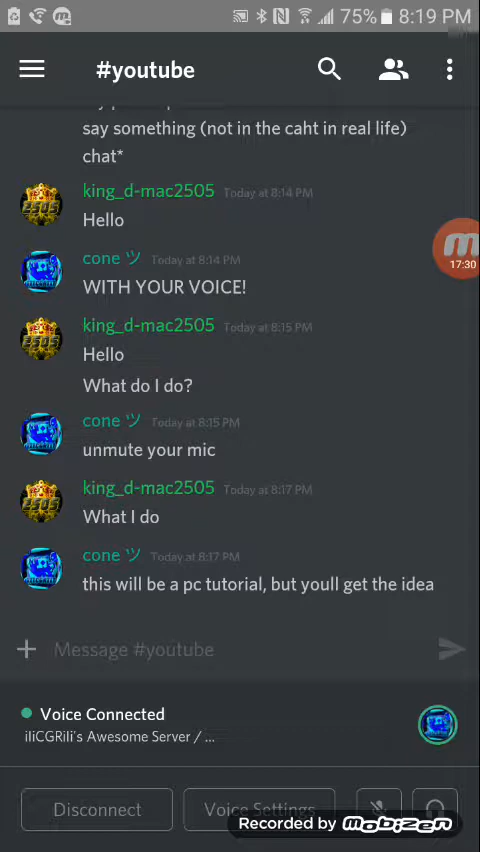 75% 8:19 PM
#youtube
say something (not in the caht in real life)
chat*
king_d-mac2505 Today at 8:14 PM
Hello
cone ツ Today at 8:14 PM
WITH YOUR VOICE!
king_d-mac2505 Today at 8:15 PM
Hello
What do I do?
cone ツ Today at 8:15 PM
unmute your mic
king_d-mac2505 Today at 8:17 PM
What I do
cone ツ Today at 8:17 PM
this will be a pc tutorial, but youll get the idea
17:30
Message #youtube
Voice Connected
iliCGRili's Awesome Server / ...
Disconnect
Voice Settings
Recorded by mobizen